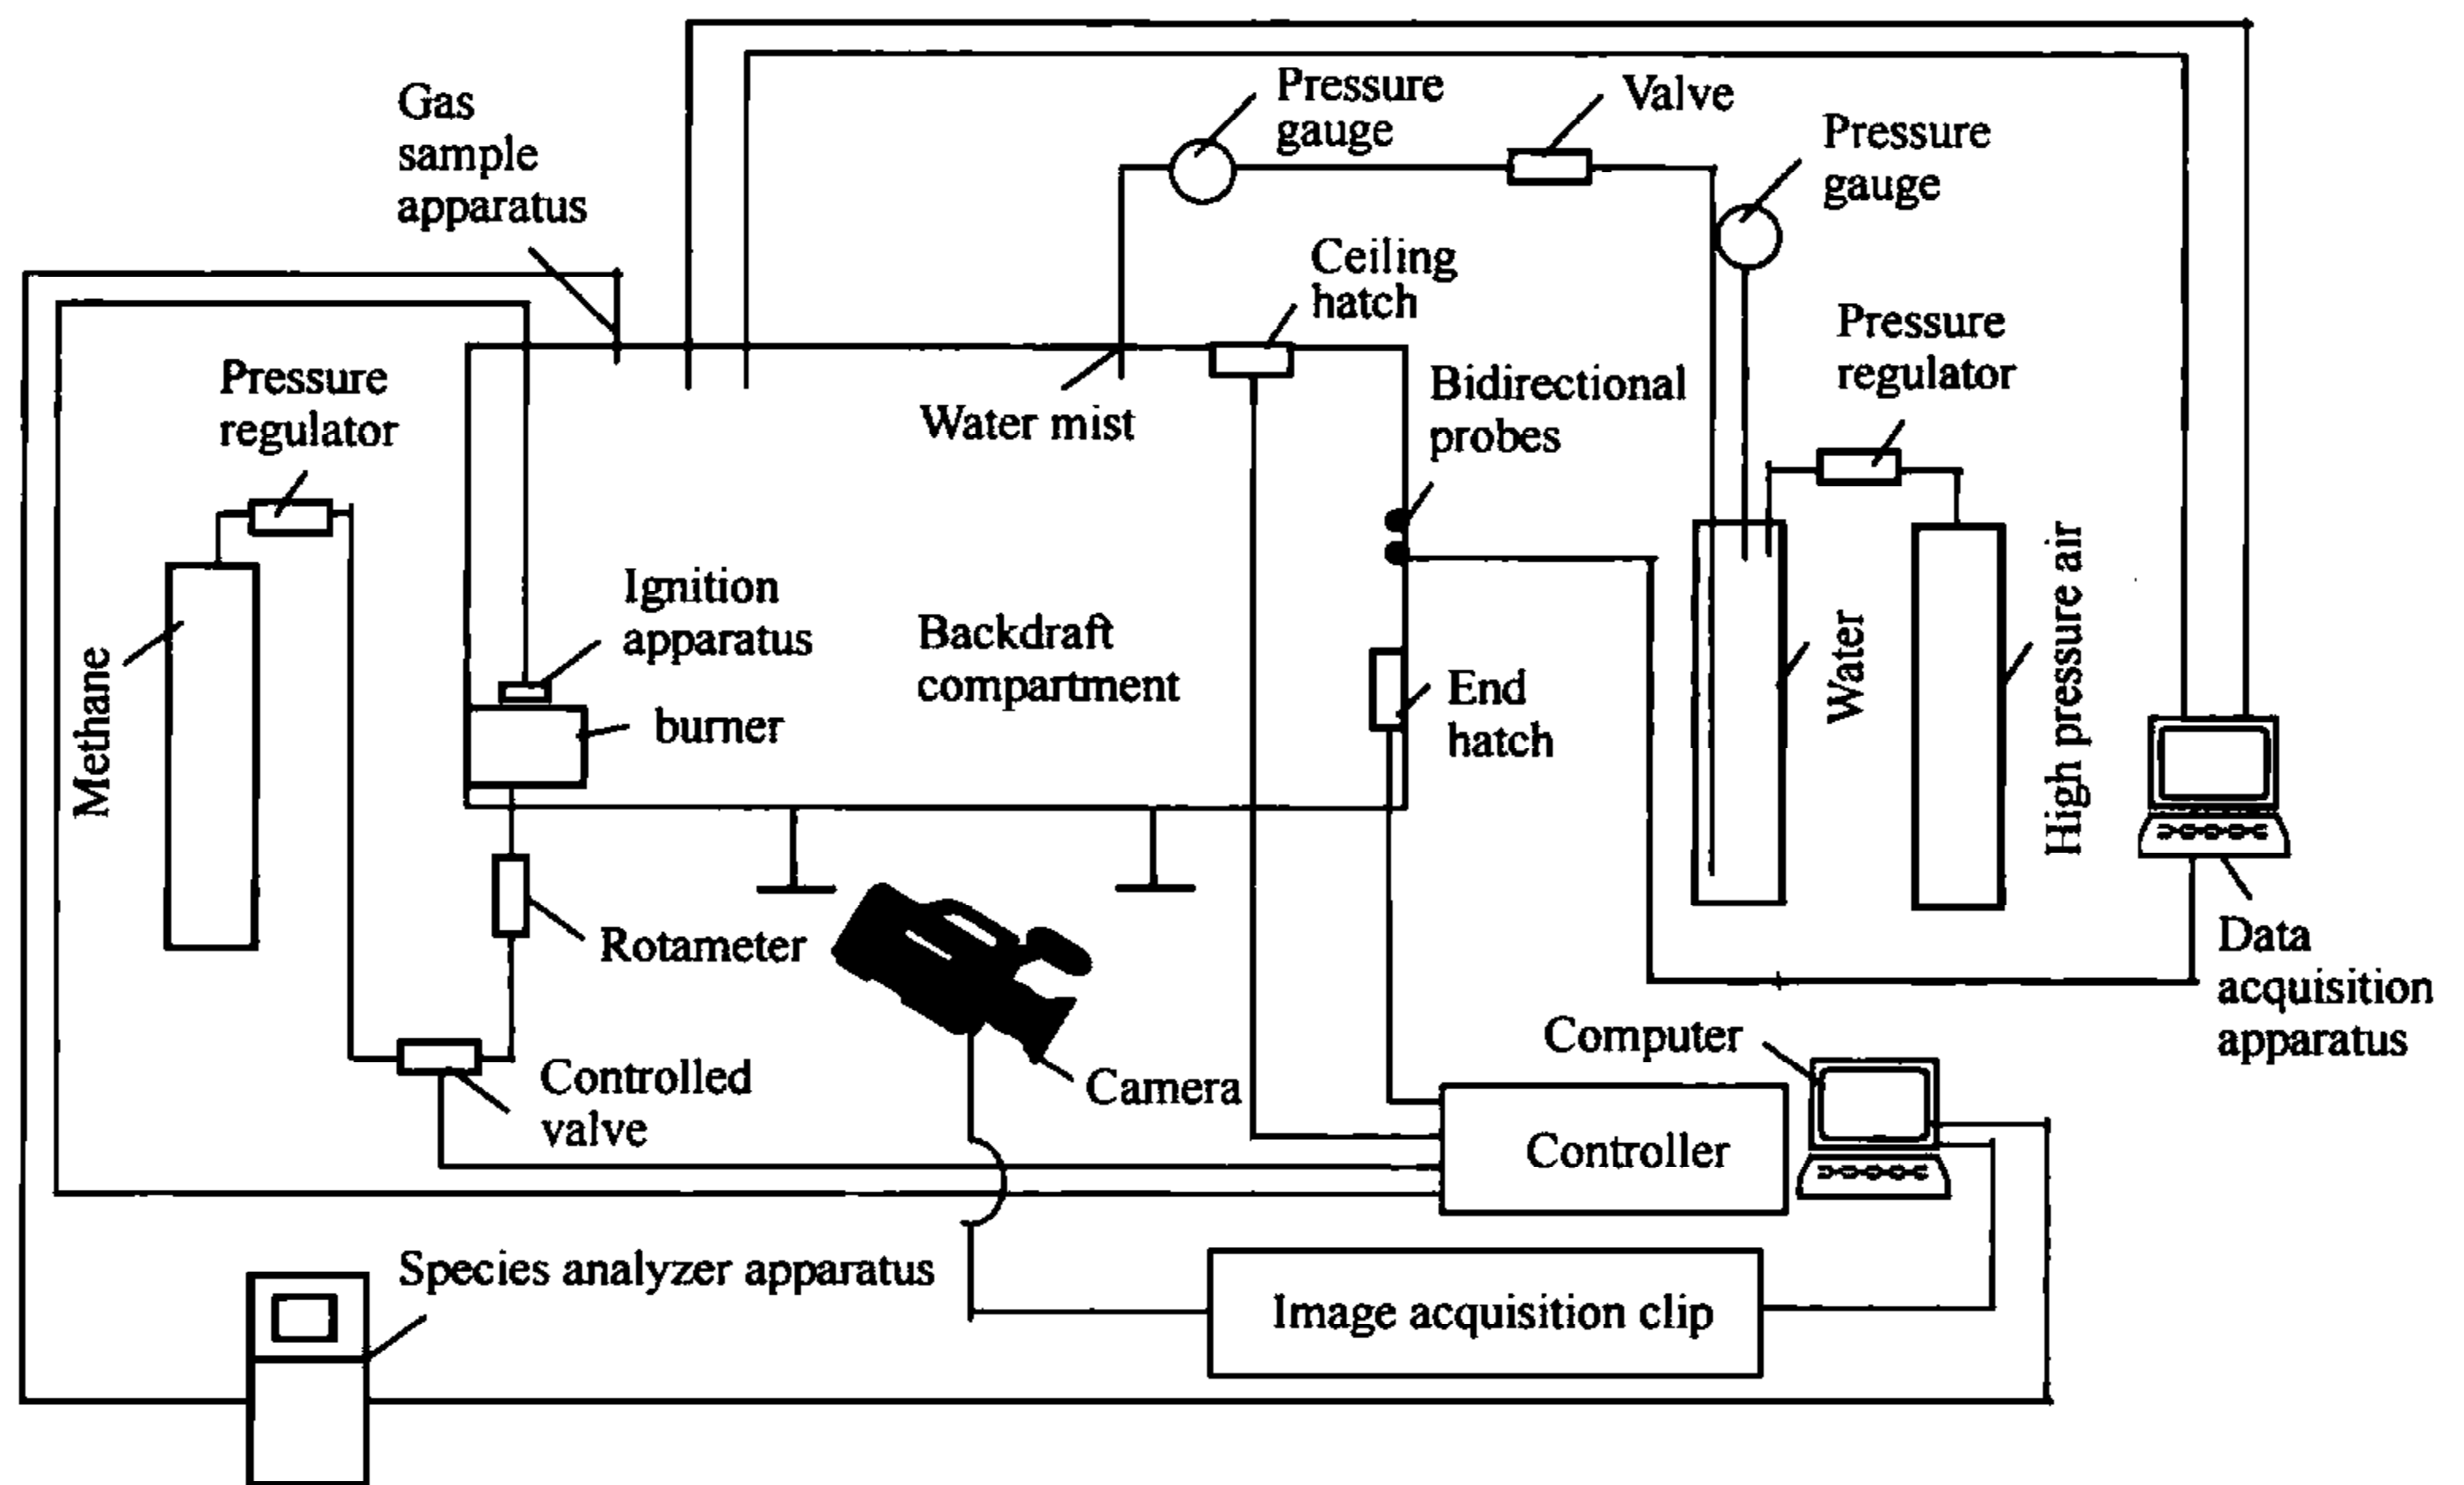 Gas
sample
apparatus
Pressure
gauge
Valve
Pressure
gauge
Ceiling
hatch
Pressure
regulator
Pressure
regulator
Water mist
Bidirectional
probes
Methane
Ignition
apparatus
burner
Backdraft
compartment
End
hatch
Water
High pressure air
Rotameter
Data
acquisition
apparatus
Controlled
valve
Camera
Computer
Controller
Species analyzer apparatus
Image acquisition clip